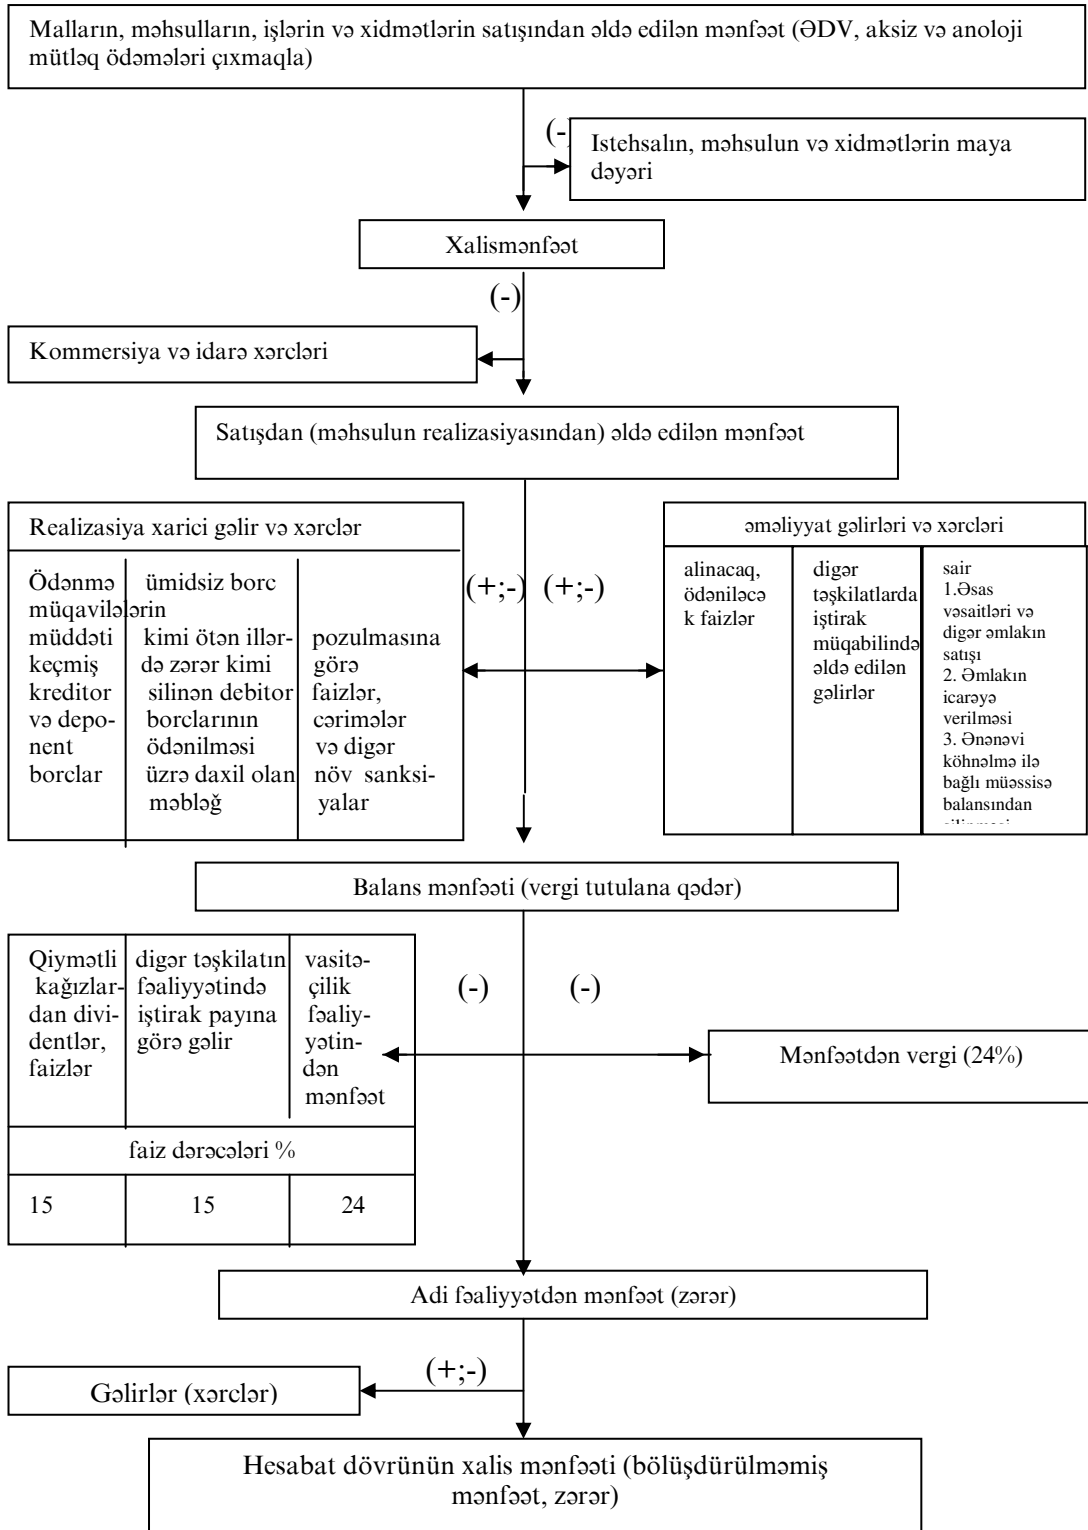 Malların, məhsulların, işlərin və xidmətlərin satışından əldə edilən mənfəət (ƏDV, aksiz və anoloji
mütləq ödəmələri çıxmaqla)
(-
Istehsalın, məhsulun və xidmətlərin maya
dəyəri
Xalismənfəət
(-)
Kommersiya və idarə xərcləri
Satışdan (məhsulun realizasiyasından) əldə edilən mənfəət
Realizasiya xarici gəlir və xərclər
Ödənmə
müqavilələrin
müddəti
keçmiş
kreditor
və depo-
nent
borclar
ümidsiz borc
kimi ötən illər-
də zərər kimi
silinən debitor
borclarının
ödənilməsi
üzrə daxil olan
məbləğ
pozulmasına
görə
faizlər,
cərimələr
və digər
növ sanksi-
yalar
(+;-) (+;-)
əməliyyat gəlirləri və xərcləri
alinacaq,
ödəniləcə
k faizlər
digər
təşkilatlarda
iştirak
müqabilində
əldə edilən
gəlirlər
sair
1.Əsas
vəsaitləri və
digər əmlakın
satışı
2. Əmlakın
icarəyə
verilməsi
3. Ənənəvi
köhnəlmə ilə
bağlı müəssisə
balansından
Balans mənfəəti (vergi tutulana qədər)
Qiymətli
kağızlar-
dan divi-
dentlər,
faizlər
digər təşkilatın
fəaliyyətində
iştirak payına
görə gəlir
vasitə-
çilik
fəaliy-
yətin-
dən
mənfəət
faiz dərəcələri %
15 15 24
(-) (-)
Mənfəətdən vergi (24%)
Adi fəaliyyətdən mənfəət (zərər)
(+;-)
Gəlirlər (xərclər)
Hesabat dövrünün xalis mənfəəti (bölüşdürülməmiş
mənfəət, zərər)